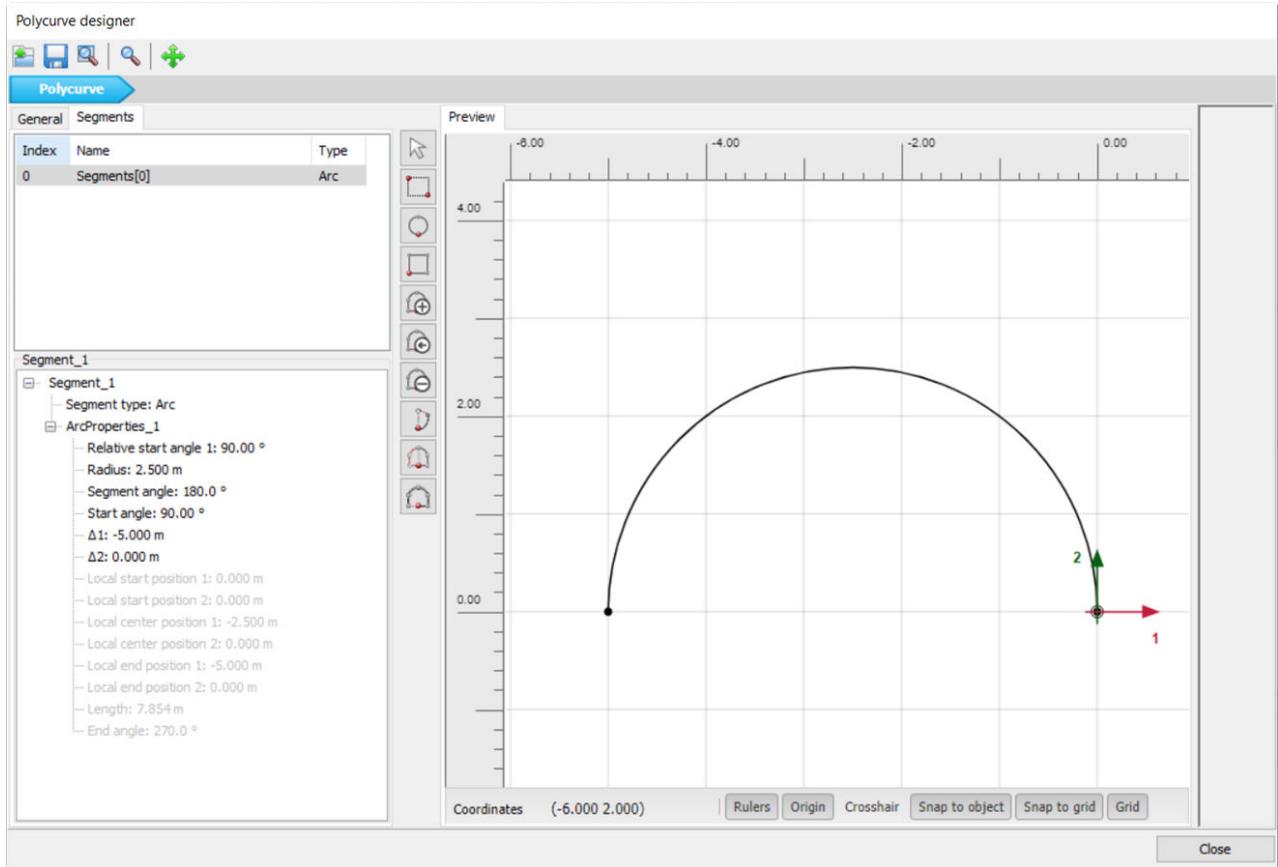 Polycurve designer
Polycurve
General Segments
Preview
Index Name Type
0 Segments[0] Arc
-6.00 -4.00 -2.00 0.00
4.00
2.00
0.00
2
1
Segment_1
Segment_1
Segment type: Arc
ArcProperties_1
Relative start angle 1: 90.00 °
Radius: 2.500 m
Segment angle: 180.0 °
Start angle: 90.00 °
Δ1: -5.000 m
Δ2: 0.000 m
Local start position 1: 0.000 m
Local start position 2: 0.000 m
Local center position 1: -2.500 m
Local center position 2: 0.000 m
Local end position 1: -5.000 m
Local end position 2: 0.000 m
Length: 7.854 m
End angle: 270.0 °
Coordinates (-6.000 2.000) Rulers Origin Crosshair Snap to object Snap to grid Grid
Close